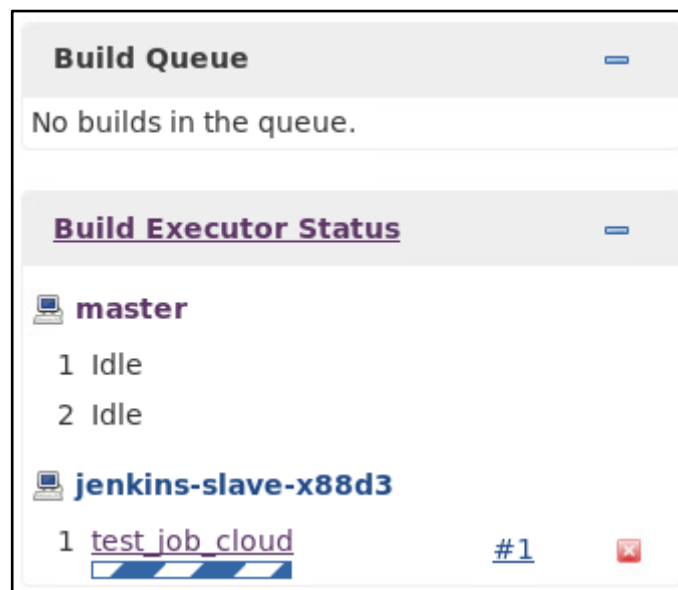 Build Queue
No builds in the queue.
Build Executor Status
master
1 Idle
2 Idle
jenkins-slave-x88d3
1 test_job_cloud #1